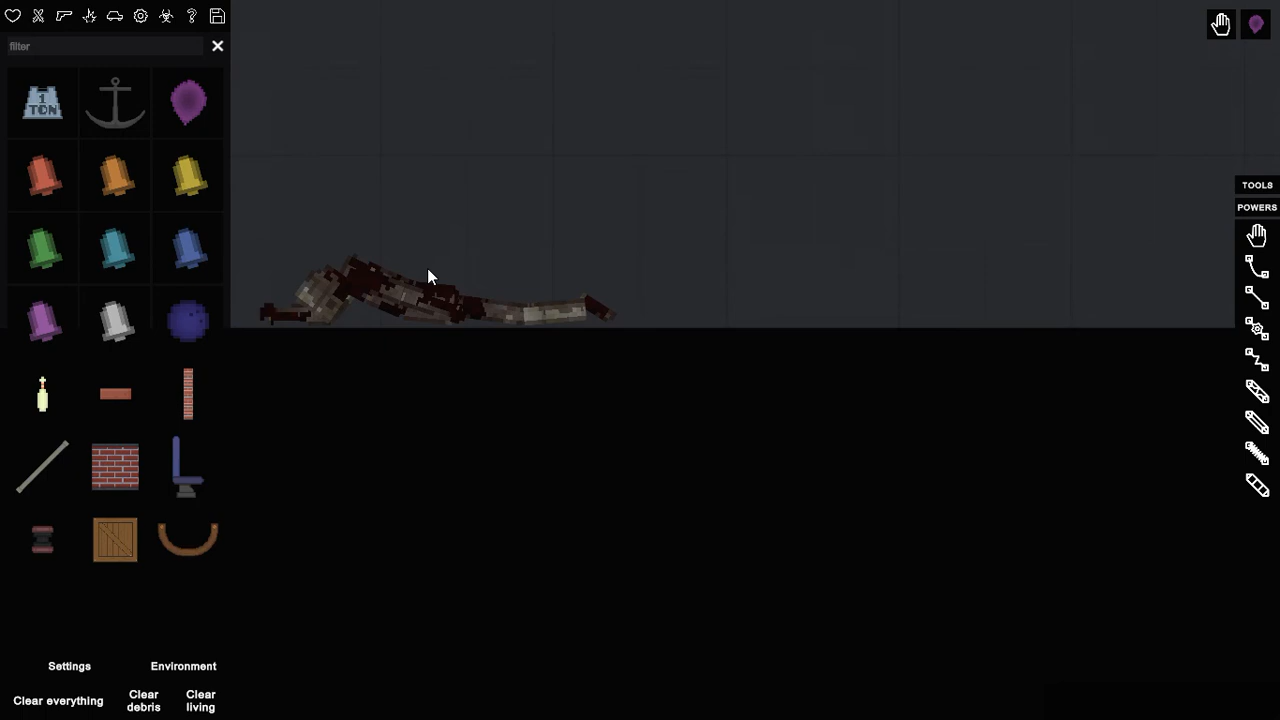 filter
1
TON
TOOLS
POWERS
Settings
Environment
Clear everything
Clear debris
Clear living